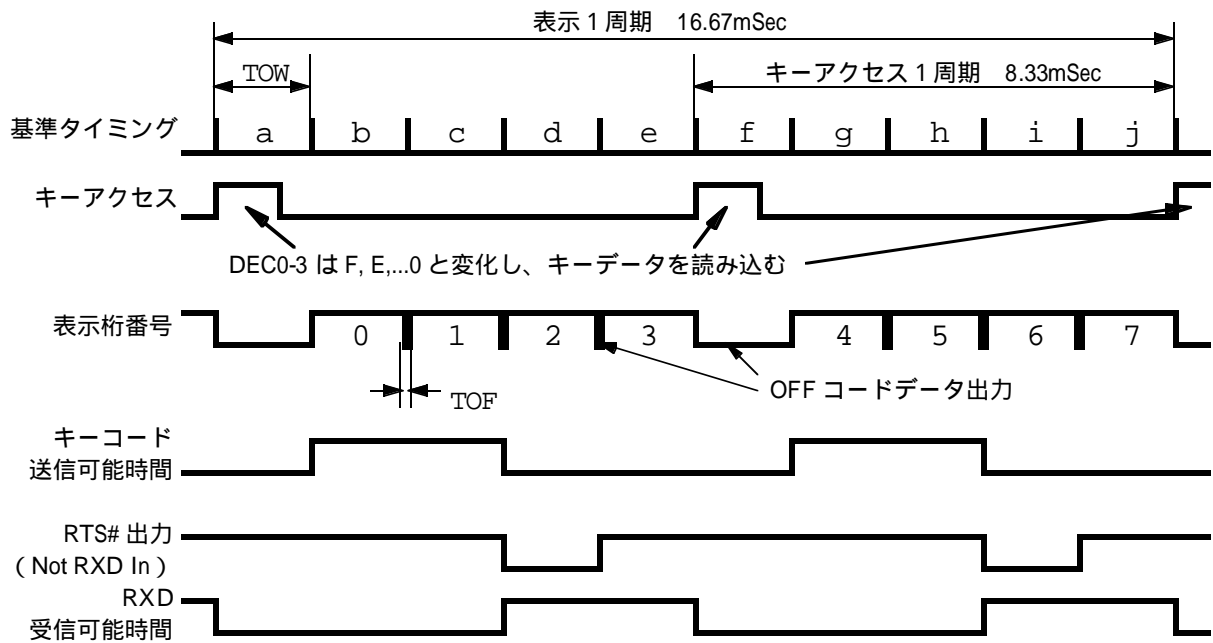 表示１周期　16.67mSec
TOW
キーアクセス１周期　8.33mSec
基準タイミング
a b c d e f g h i j
キーアクセス
DEC0-3 は F, E,...0 と変化し、キーデータを読み込む
表示桁番号
0 1 2 3 4 5 6 7
TOF
OFF コードデータ出力
キーコード
送信可能時間
RTS# 出力
（Not RXD In）
RXD
受信可能時間